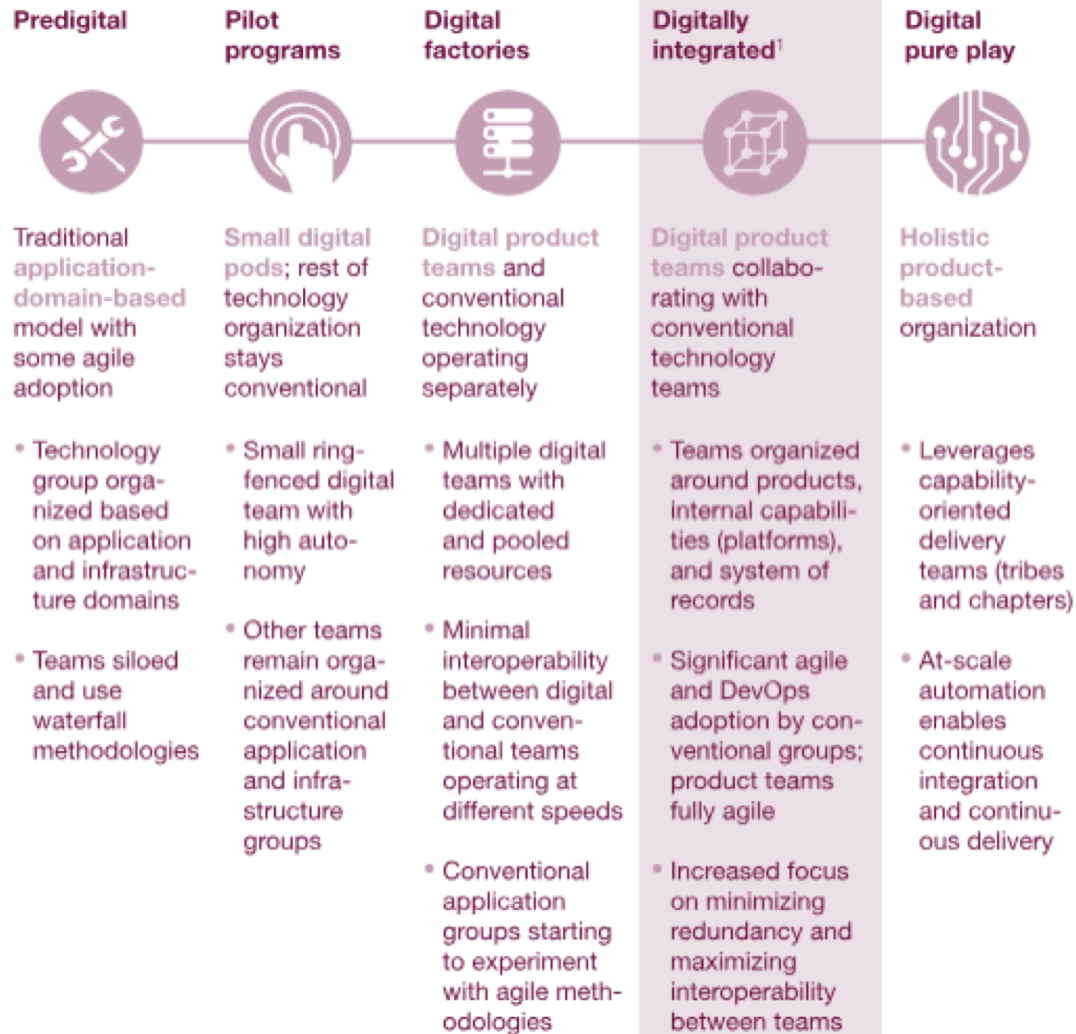 Predigital
Pilot
programs
Digital
factories
Digitally
integrated¹
Digital
pure play
Traditional
application-
domain-based
model with
some agile
adoption
• Technology
group orga-
nized based
on application
and infrastruc-
ture domains
• Teams siloed
and use
waterfall
methodologies
Small digital
pods; rest of
technology
organization
stays
conventional
• Small ring-
fenced digital
team with
high auto-
nomy
• Other teams
remain orga-
nized around
conventional
application
and infra-
structure
groups
Digital product
teams and
conventional
technology
operating
separately
• Multiple digital
teams with
dedicated
and pooled
resources
• Minimal
interoperability
between digital
and conven-
tional teams
operating at
different speeds
• Conventional
application
groups starting
to experiment
with agile meth-
odologies
Digital product
teams collabo-
rating with
conventional
technology
teams
• Teams organized
around products,
internal capabili-
ties (platforms),
and system of
records
• Significant agile
and DevOps
adoption by con-
ventional groups;
product teams
fully agile
• Increased focus
on minimizing
redundancy and
maximizing
interoperability
between teams
Holistic
product-
based
organization
• Leverages
capability-
oriented
delivery
teams (tribes
and chapters)
• At-scale
automation
enables
continuous
integration
and continu-
ous delivery